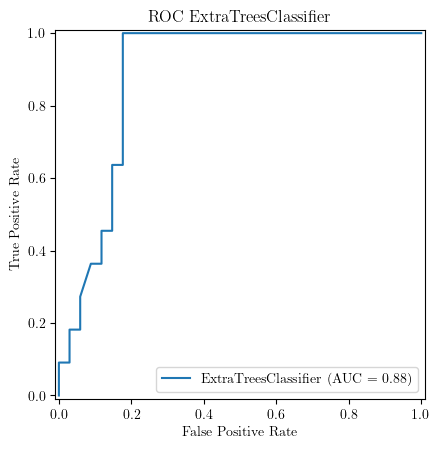 ROC ExtraTreesClassifier
True Positive Rate
1.0
0.8
0.6
0.4
0.2
0.0
ExtraTreesClassifier (AUC = 0.88)
0.0 0.2 0.4 0.6 0.8 1.0
False Positive Rate